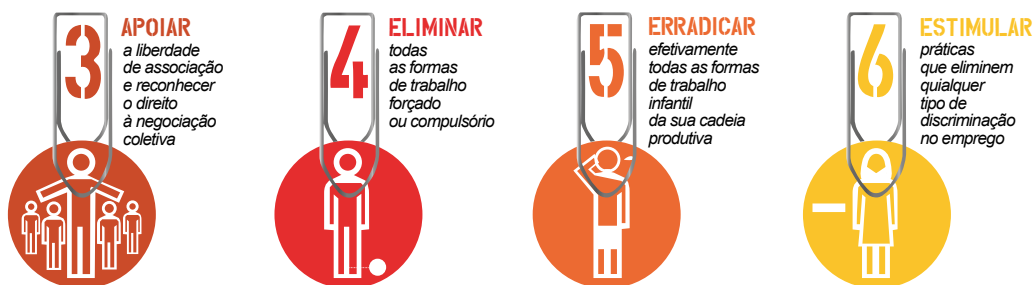 3
APOIAR
a liberdade
de associação
e reconhecer
o direito
à negociação
coletiva
4
ELIMINAR
todas
as formas
de trabalho
forçado
ou compulsório
5
ERRADICAR
efetivamente
todas as formas
de trabalho
infantil
da sua cadeia
produtiva
6
ESTIMULAR
práticas
que eliminem
qualquer
tipo de
discriminação
no emprego